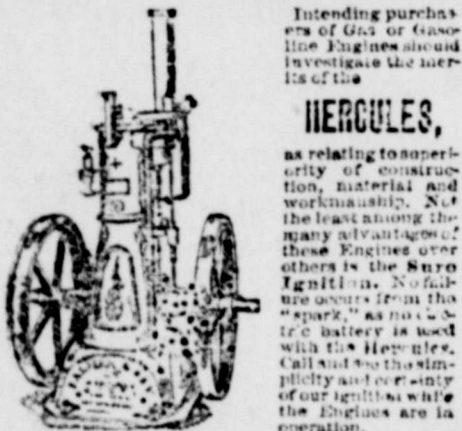 Intending purchas-
ers of Gas or Gaso-
line Engines should
investigate the mer-
its of the
HERCULES,
as relating to superi-
ority of construc-
tion, material and
workmanship. Not
the least among the
many advantages of
these Engines over
others is the Sure
Ignition. No fail-
ure occurs from the
"spark," as no elec-
tric battery is used
with the Hercules.
Call and see the sim-
plicity and certainty
of our ignition while
the Engines are in
operation.